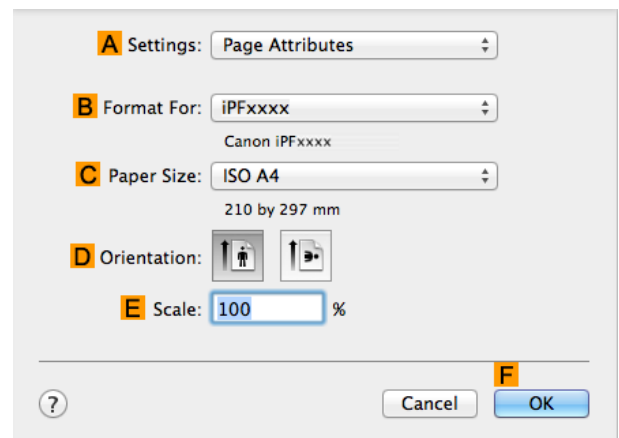 A Settings: Page Attributes
B Format For: iPFxxxx
Canon iPFxxxx
C Paper Size: ISO A4
210 by 297 mm
D Orientation:
E Scale: 100 %
F
? Cancel OK